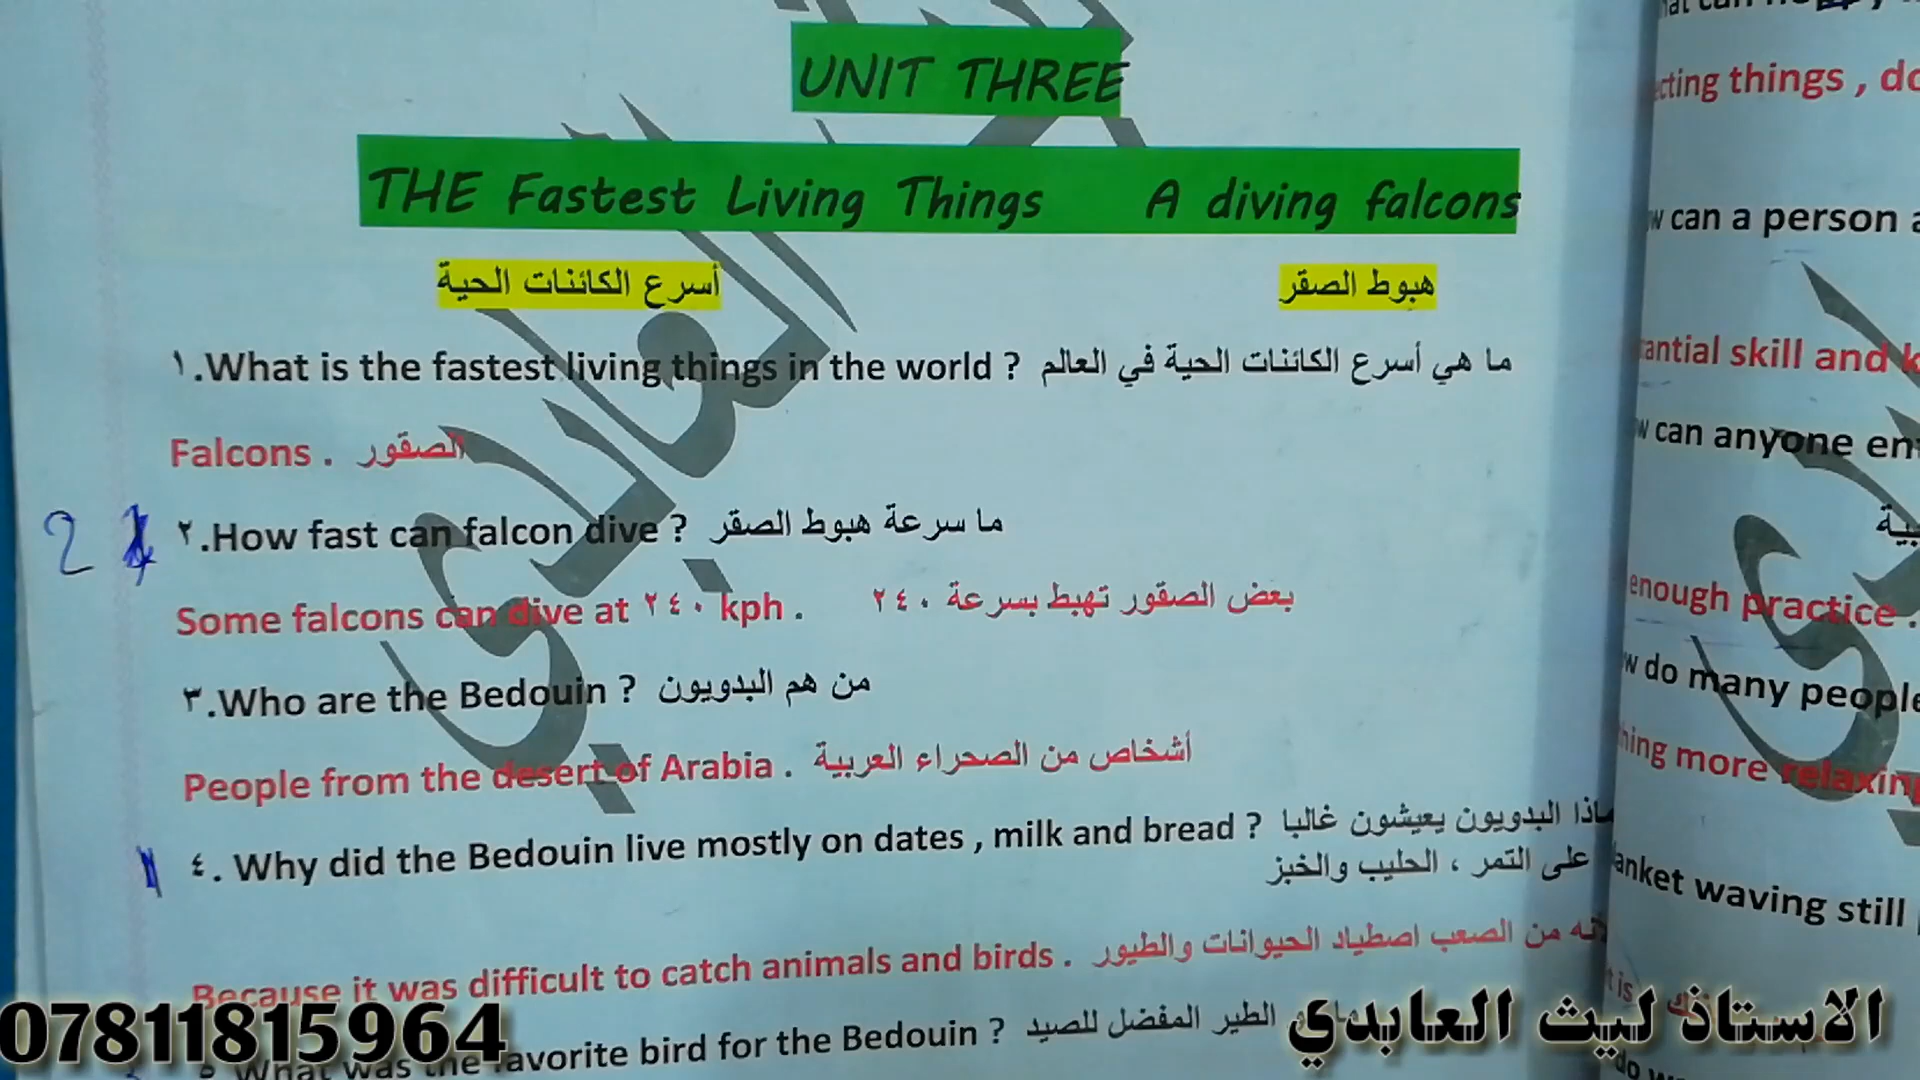 UNIT THREE
THE Fastest Living Things A diving falcons
أسرع الكائنات الحية هبوط الصقر
١.What is the fastest living things in the world ? ما هي أسرع الكائنات الحية في العالم
Falcons . الصقور
2 1 ٢.How fast can falcon dive ? ما سرعة هبوط الصقر
Some falcons can dive at ٢٤٠ kph . بعض الصقور تهبط بسرعة ٢٤٠
٣.Who are the Bedouin ? من هم البدويون
People from the desert of Arabia . أشخاص من الصحراء العربية
٤. Why did the Bedouin live mostly on dates , milk and bread ? ماذا البدويون يعيشون غالبا
على التمر ، الحليب والخبز
Because it was difficult to catch animals and birds . من الصعب اصطياد الحيوانات والطيور
What was the favorite bird for the Bedouin ? الطير المفضل للصيد
ecting things , do
can a person
antial skill and k
can anyone en
enough practice .
do many people
hing more relaxing
lanket waving still
العابدي
07811815964
الاستاذ ليث العابدي